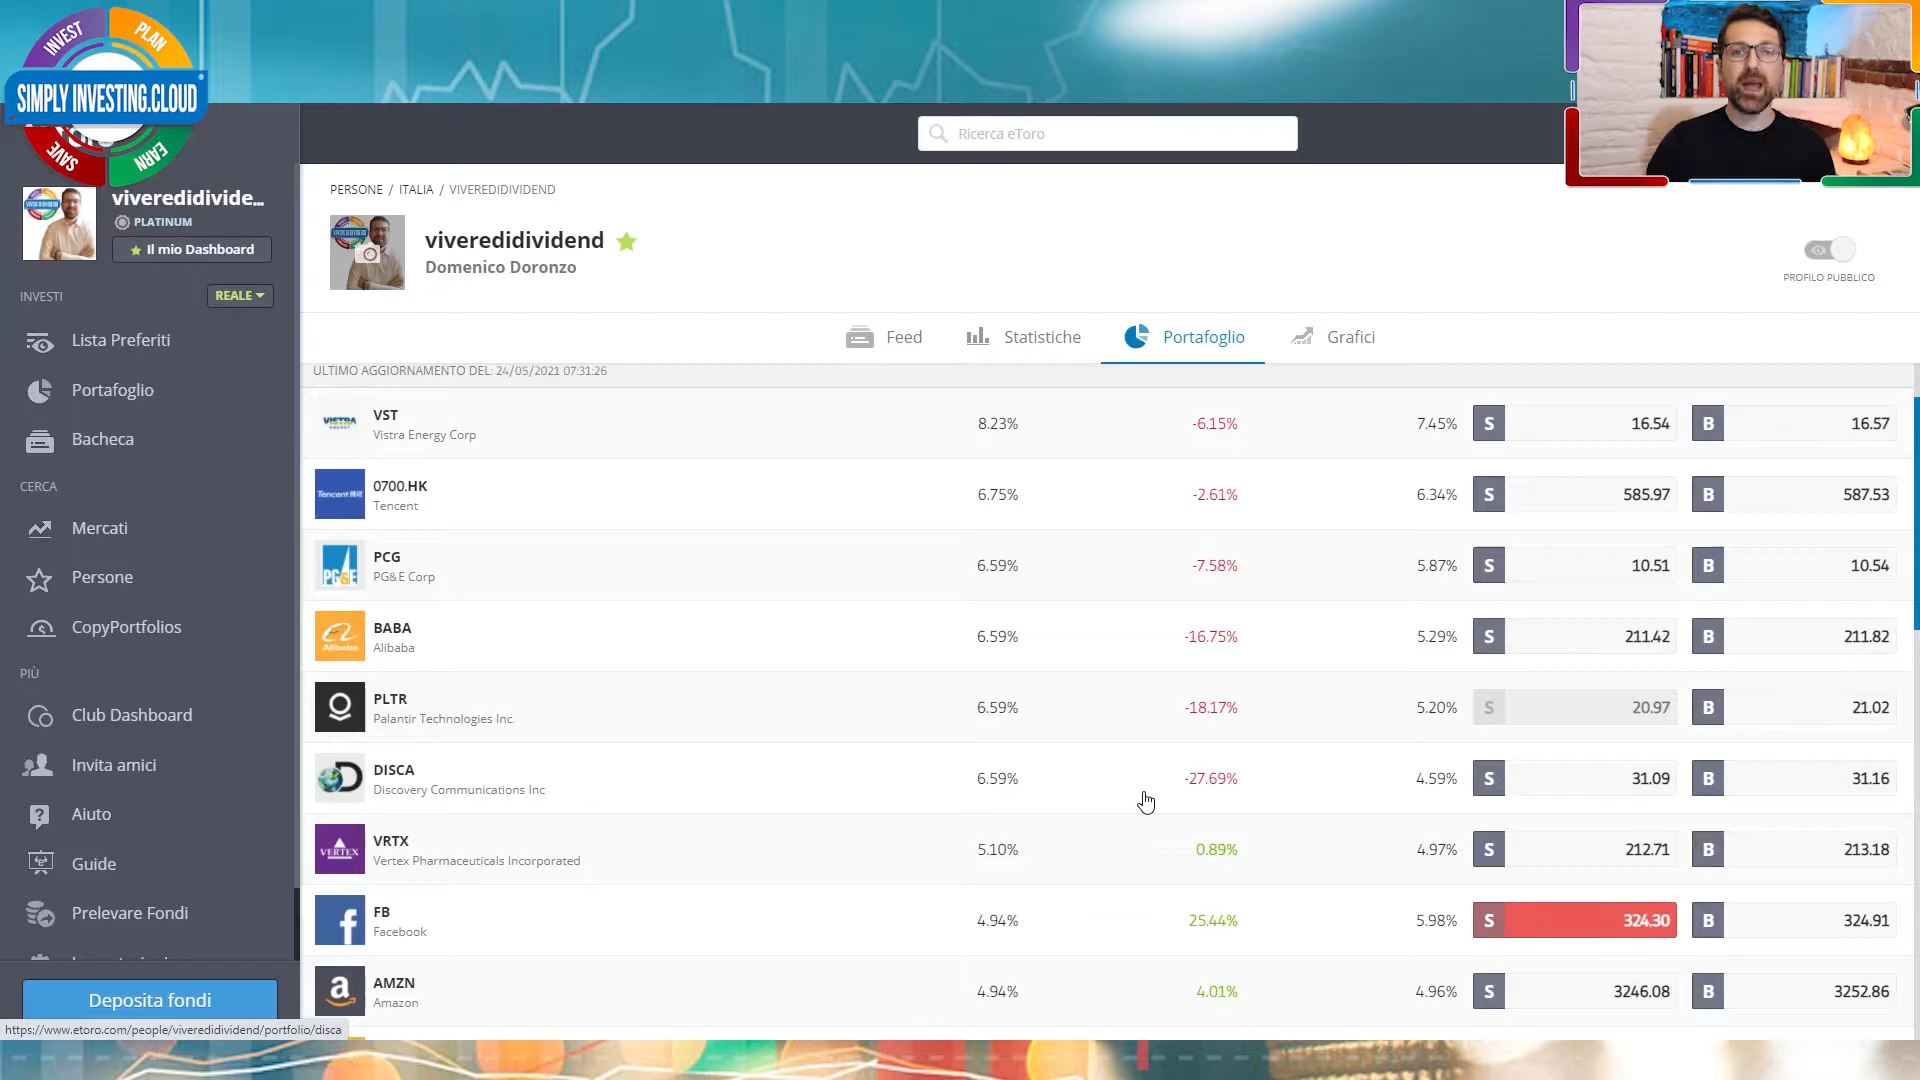 INVEST
PLAN
SIMPLY INVESTING.CLOUD
SAVE
EARN
Ricerca eToro
viveredidivide...
PLATINUM
Il mio Dashboard
INVESTI
REALE
Lista Preferiti
Portafoglio
Bacheca
CERCA
Mercati
Persone
CopyPortfolios
PIÙ
Club Dashboard
Invita amici
Aiuto
Guide
Prelevare Fondi
Deposita fondi
https://www.etoro.com/people/viveredidividend/portfolio/disca
PERSONE / ITALIA / VIVEREDIDIVIDEND
viveredidividend
Domenico Doronzo
PROFILO PUBBLICO
Feed
Statistiche
Portafoglio
Grafici
ULTIMO AGGIORNAMENTO DEL: 24/05/2021 07:31:26
VISTRA ENERGY VST 8.23% -6.15% 7.45% S 16.54 B 16.57
Vistra Energy Corp
Tencent 腾讯 0700.HK 6.75% -2.61% 6.34% S 585.97 B 587.53
Tencent
PG&E PCG 6.59% -7.58% 5.87% S 10.51 B 10.54
PG&E Corp
Alibaba BABA 6.59% -16.75% 5.29% S 211.42 B 211.82
Alibaba
PLTR 6.59% -18.17% 5.20% S 20.97 B 21.02
Palantir Technologies Inc.
DISCA 6.59% -27.69% 4.59% S 31.09 B 31.16
Discovery Communications Inc
VERTEX VRTX 5.10% 0.89% 4.97% S 212.71 B 213.18
Vertex Pharmaceuticals Incorporated
f FB 4.94% 25.44% 5.98% S 324.30 B 324.91
Facebook
a AMZN 4.94% 4.01% 4.96% S 3246.08 B 3252.86
Amazon